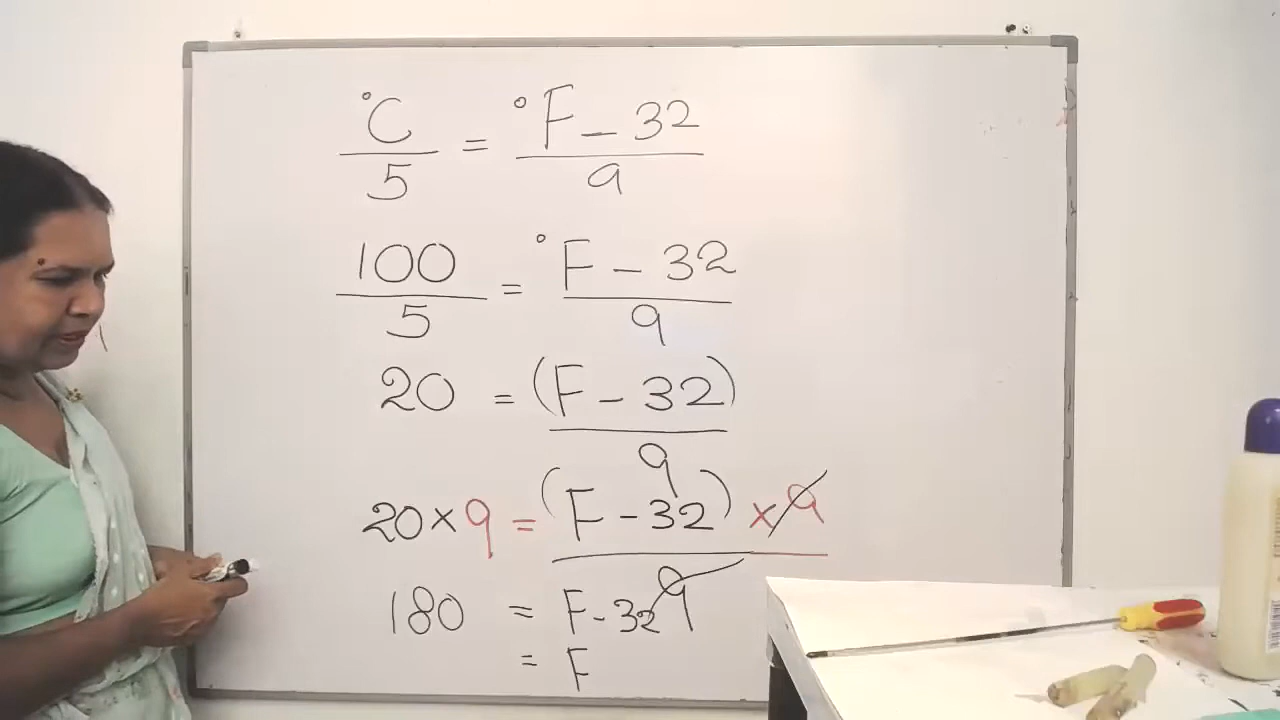 °C/5 = °F - 32/9
100/5 = °F - 32/9
20 = (F - 32)/9
20 × 9 = (F - 32) × 9/9
180 = F - 32
= F